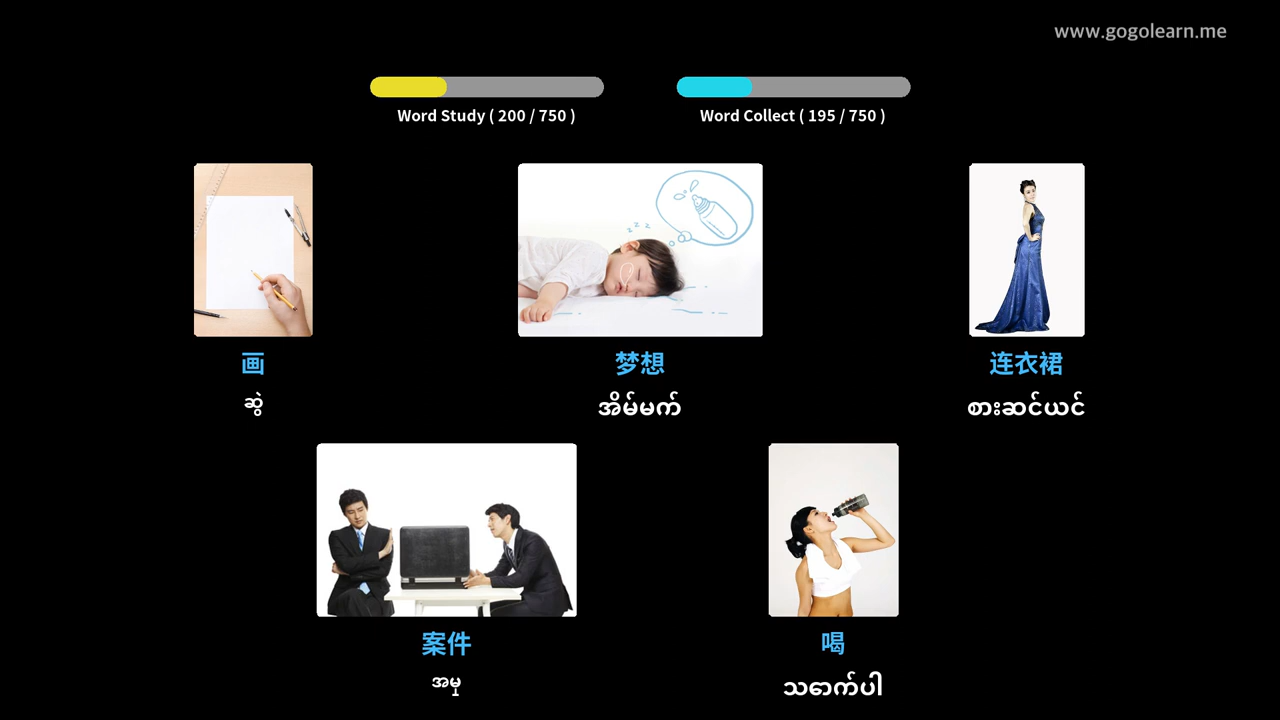 www.gogolearn.me
Word Study ( 200 / 750 )
Word Collect ( 195 / 750 )
画
ဆွဲ
梦想
အိမ်မက်
连衣裙
စားဆင်ယင်
案件
အမှု
喝
သောက်ပါ